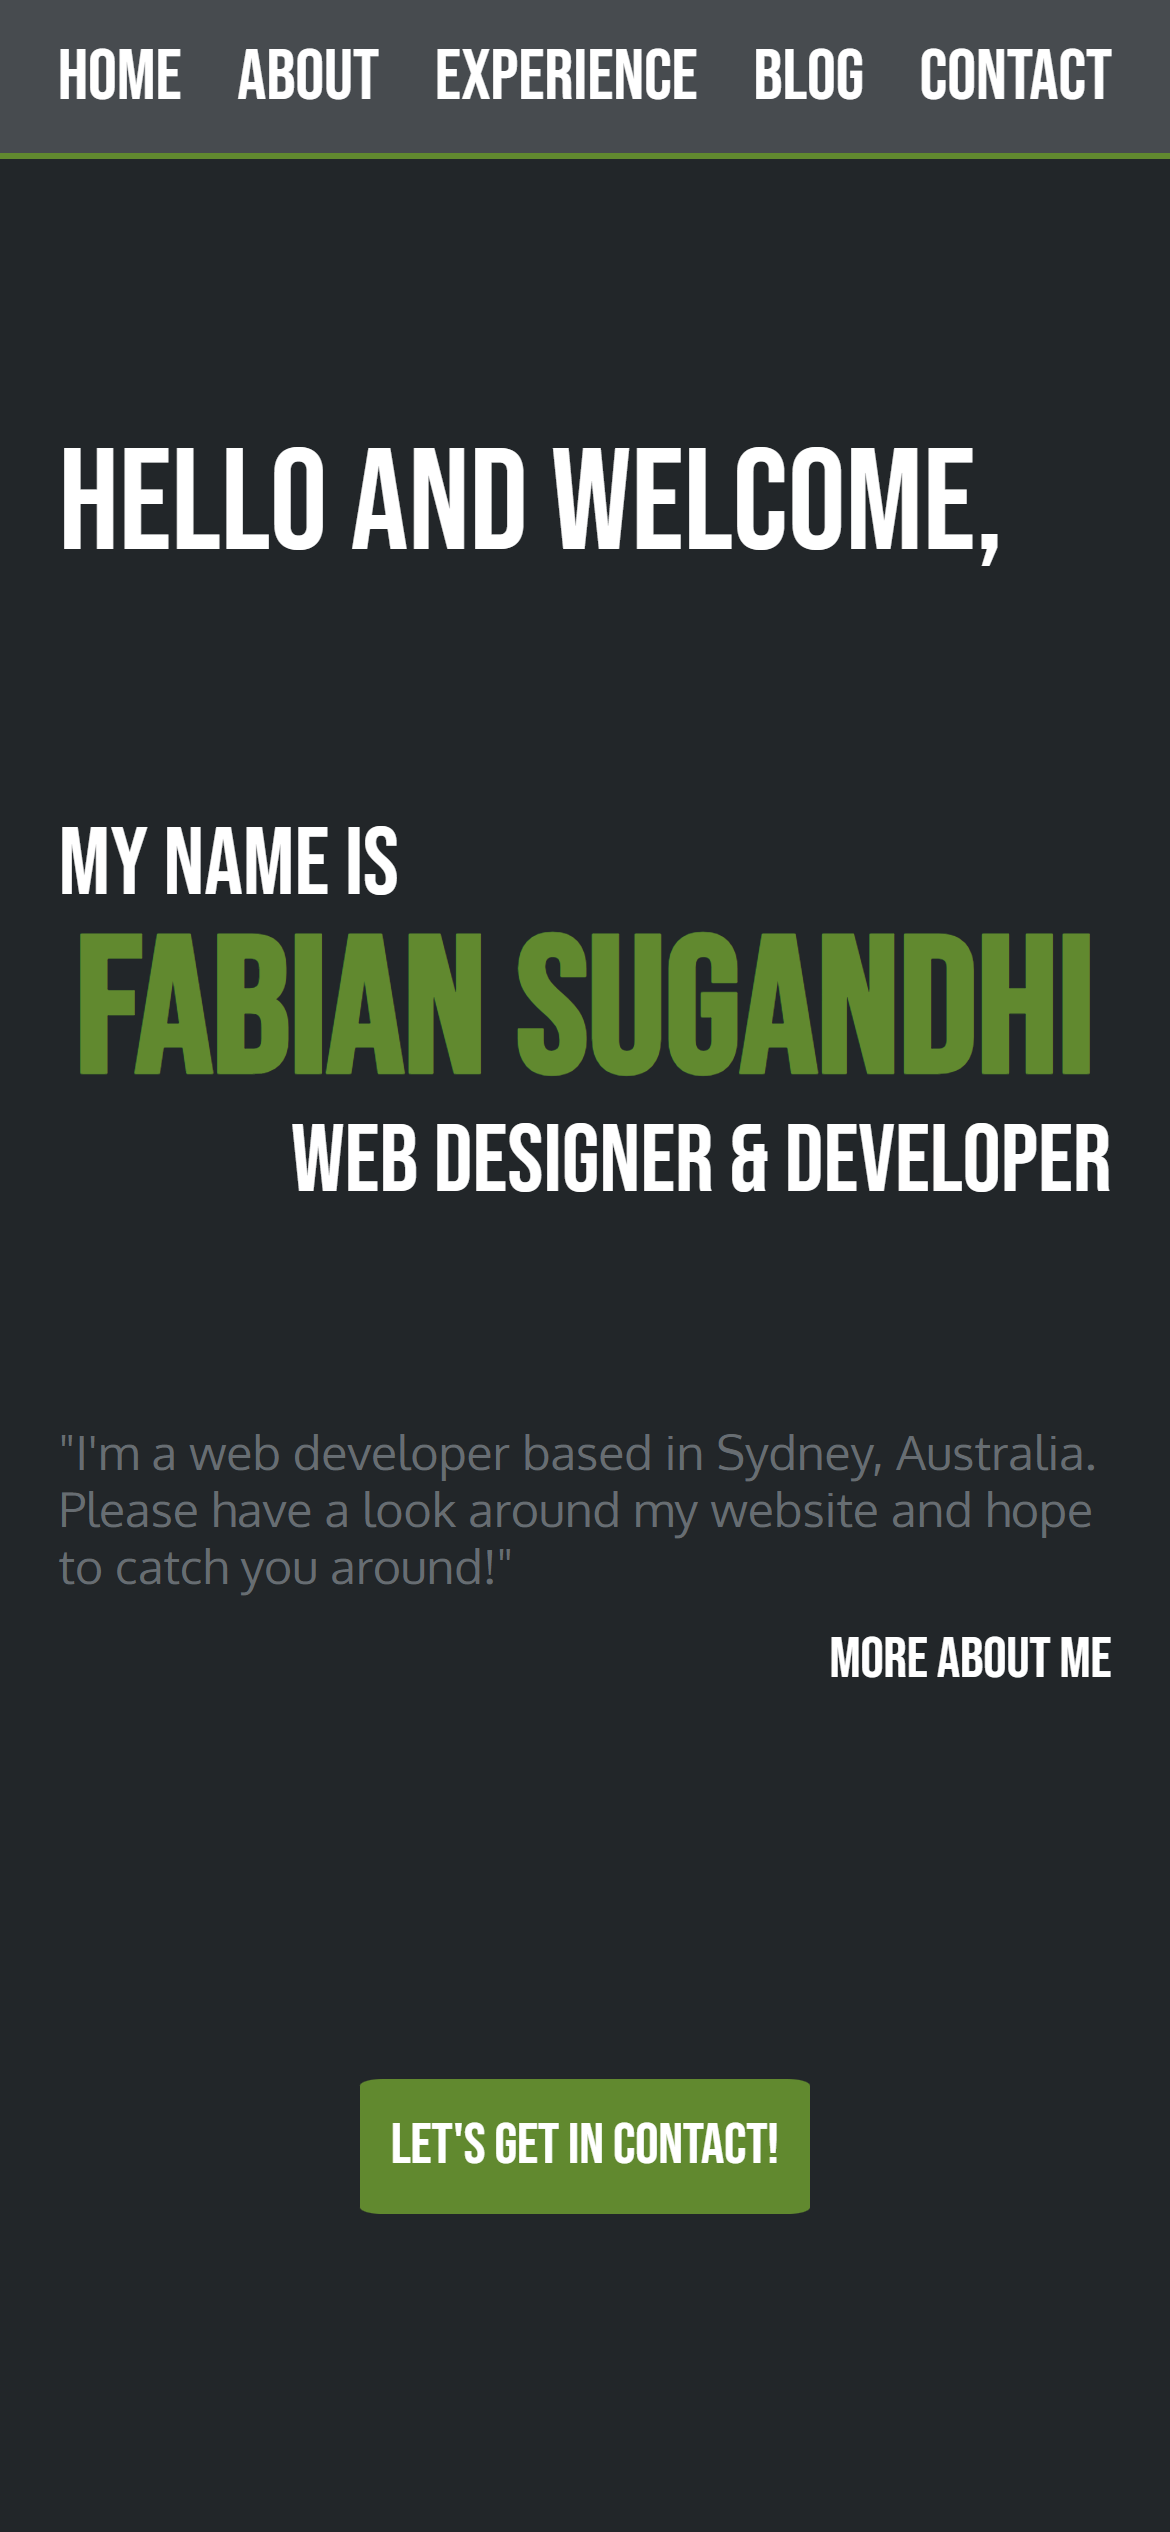 HOME ABOUT EXPERIENCE BLOG CONTACT
HELLO AND WELCOME,
MY NAME IS
FABIAN SUGANDHI
WEB DESIGNER & DEVELOPER
"I'm a web developer based in Sydney, Australia.
Please have a look around my website and hope
to catch you around!"
MORE ABOUT ME
LET'S GET IN CONTACT!